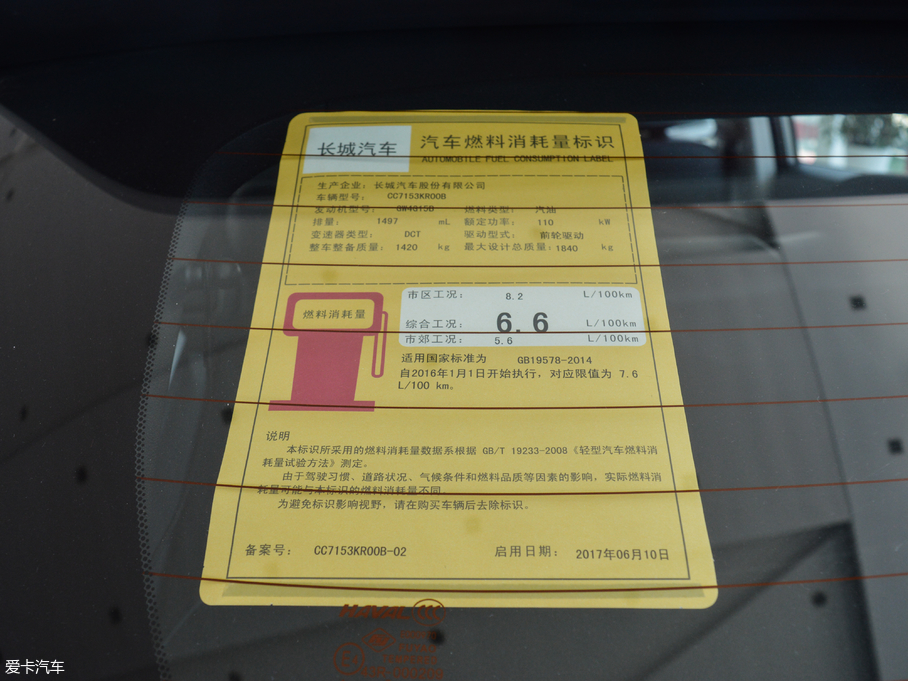 长城汽车
汽车燃料消耗量标识
AUTOMOBILE FUEL CONSUMPTION LABEL
生产企业: 长城汽车股份有限公司
车辆型号: CC7153KR00B
发动机型号: GW4G15B 燃料类型: 汽油
排量: 1497 mL 额定功率: 110 kW
变速器类型: DCT 驱动型式: 前轮驱动
整车整备质量: 1420 kg 最大设计总质量: 1840 kg
燃料消耗量
市区工况: 8.2 L/100km
综合工况: 6.6 L/100km
市郊工况: 5.6 L/100km
适用国家标准为 GB19578-2014
自2016年1月1日开始执行, 对应限值为 7.6
L/100 km。
说明
本标识所采用的燃料消耗量数据系根据 GB/T 19233-2008《轻型汽车燃料消
耗量试验方法》测定。
由于驾驶习惯、道路状况、气候条件和燃料品质等因素的影响, 实际燃料消
耗量可能与本标识的燃料消耗量不同。
为避免标识影响视野, 请在购买车辆后去除标识。
备案号: CC7153KR00B-02 启用日期: 2017年06月10日
爱卡汽车